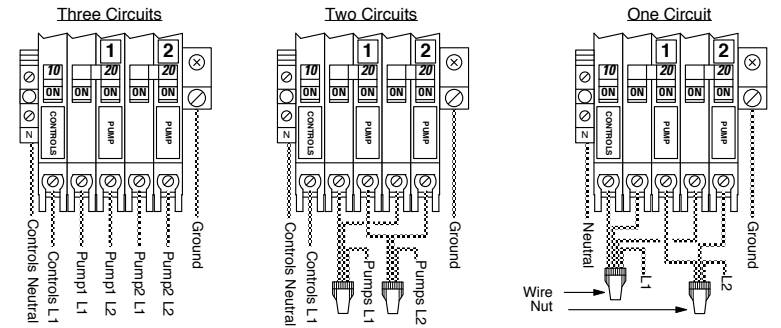 Three Circuits
1 2
10 20 20
ON ON ON ON ON
CONTROLS PUMP PUMP
N
Controls Neutral
Controls L1
Pump1 L1
Pump1 L2
Pump2 L1
Pump2 L2
Ground
Two Circuits
1 2
10 20 20
ON ON ON ON ON
CONTROLS PUMP PUMP
N
Controls Neutral
Controls L1
Pumps L1
Pumps L2
Ground
One Circuit
1 2
10 20 20
ON ON ON ON ON
CONTROLS PUMP PUMP
N
Neutral
L1
L2
Ground
Wire
Nut